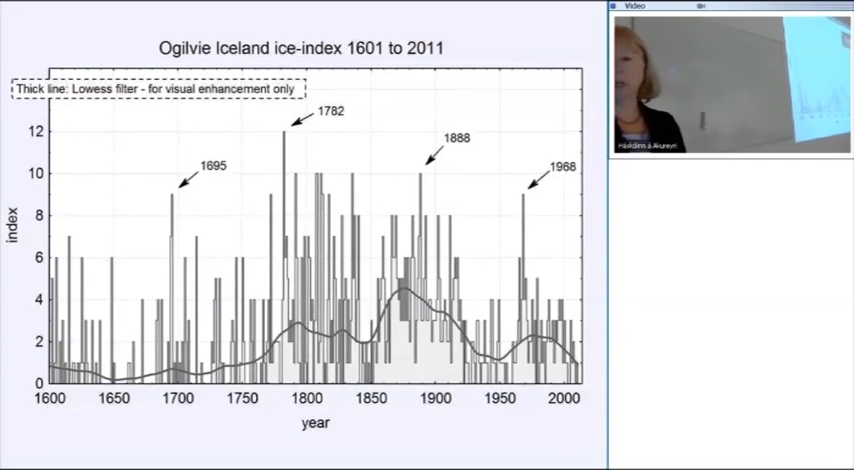 Ogilvie Iceland ice-index 1601 to 2011
Thick line: Lowess filter - for visual enhancement only
1782
1888
1695
1968
12
10
8
6
4
2
0
index
1600 1650 1700 1750 1800 1850 1900 1950 2000
year
Video
Háskólinn á Akureyri